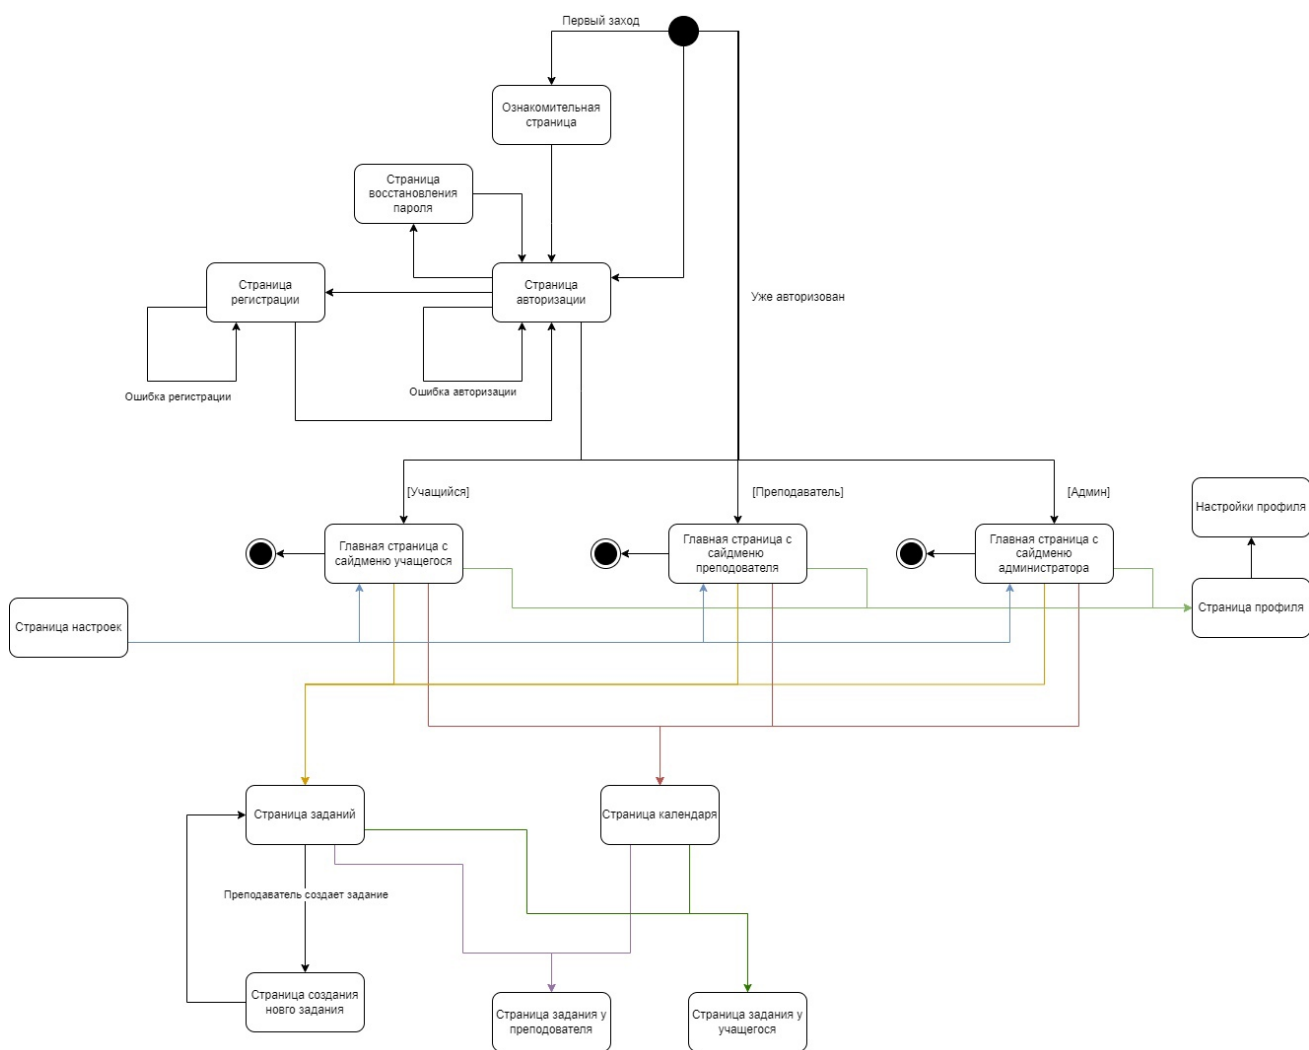 Первый заход
Ознакомительная
страница
Страница
восстановления
пароля
Страница
регистрации
Страница
авторизации
Уже авторизован
Ошибка регистрации
Ошибка авторизации
[Учащийся]
[Преподаватель]
[Админ]
Настройки профиля
Главная страница с
сайдменю учащегося
Главная страница с
сайдменю
преподователя
Главная страница с
сайдменю
администратора
Страница настроек
Страница профиля
Страница заданий
Страница календаря
Преподаватель создает задание
Страница создания
нового задания
Страница задания у
преподователя
Страница задания у
учащегося